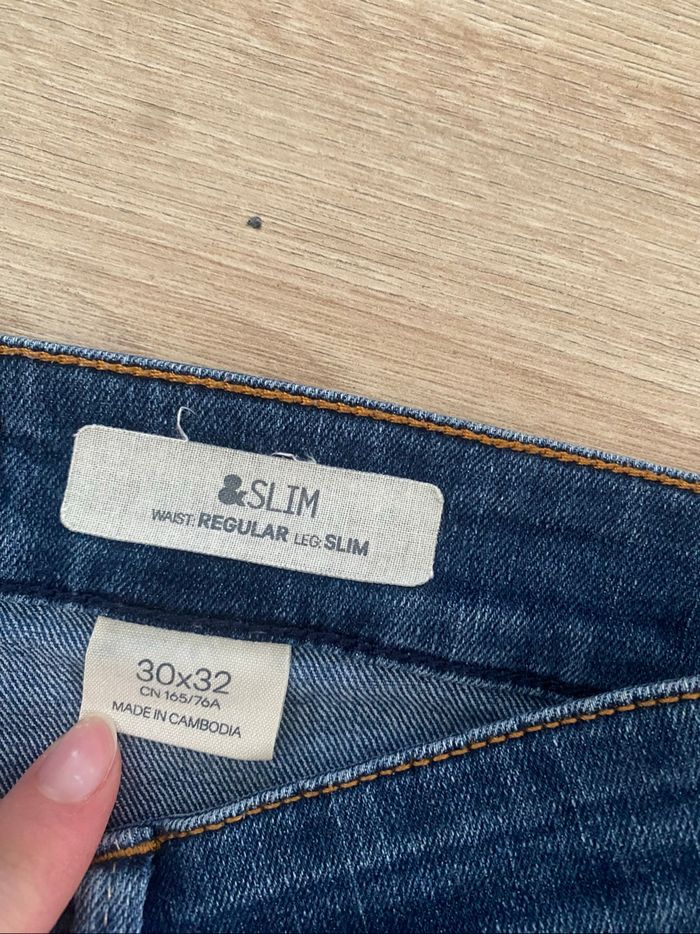 &SLIM
WAIST: REGULAR LEG: SLIM
30x32
CN 165/76A
MADE IN CAMBODIA